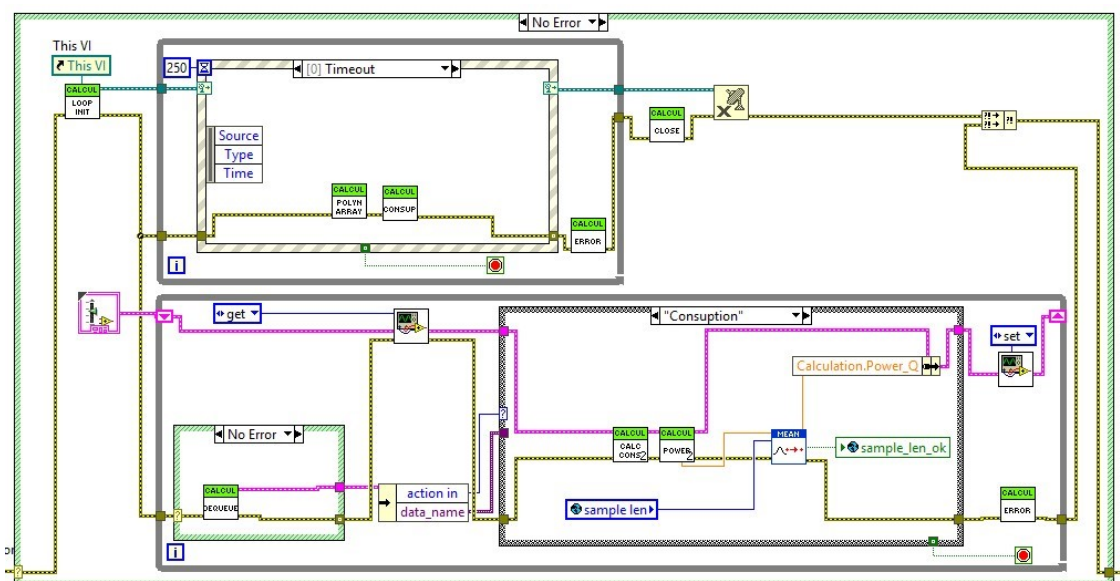 No Error
This VI
This VI
CALCUL
LOOP
INIT
250
[0] Timeout
Source
Type
Time
CALCUL
POLYN
ARRAY
CALCUL
CONSUP
CALCUL
ERROR
CALCUL
CLOSE
i
get
"Consuption"
set
Calculation.Power_Q
No Error
CALCUL
DEQUEUE
action in
data_name
CALCUL
CALC
CONS2
CALCUL
POWER2
MEAN
sample_len_ok
sample len
CALCUL
ERROR
i